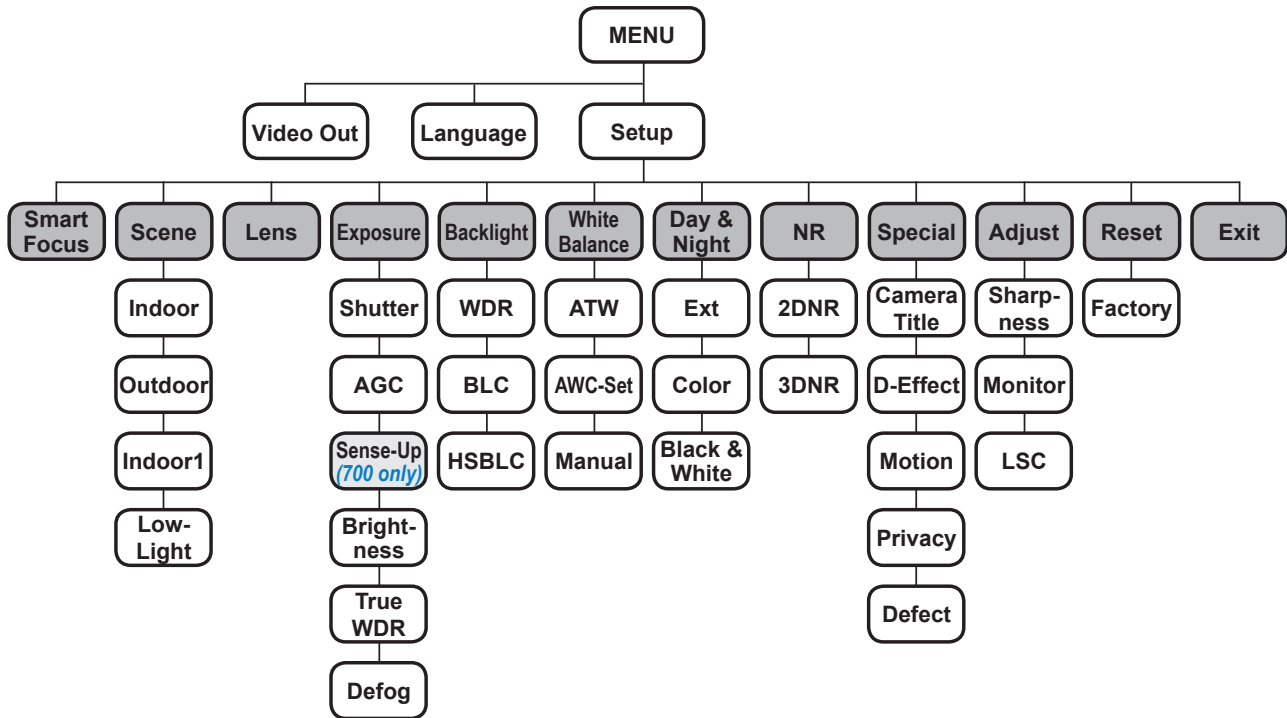 MENU
Video Out
Language
Setup
Smart
Focus
Scene
Lens
Exposure
Backlight
White
Balance
Day &
Night
NR
Special
Adjust
Reset
Exit
Indoor
Shutter
WDR
ATW
Ext
2DNR
Camera
Title
Sharp-
ness
Factory
Outdoor
AGC
BLC
AWC-Set
Color
3DNR
D-Effect
Monitor
Indoor1
Sense-Up
(700 only)
HSBLC
Manual
Black &
White
Motion
LSC
Low-
Light
Bright-
ness
Privacy
True
WDR
Defect
Defog